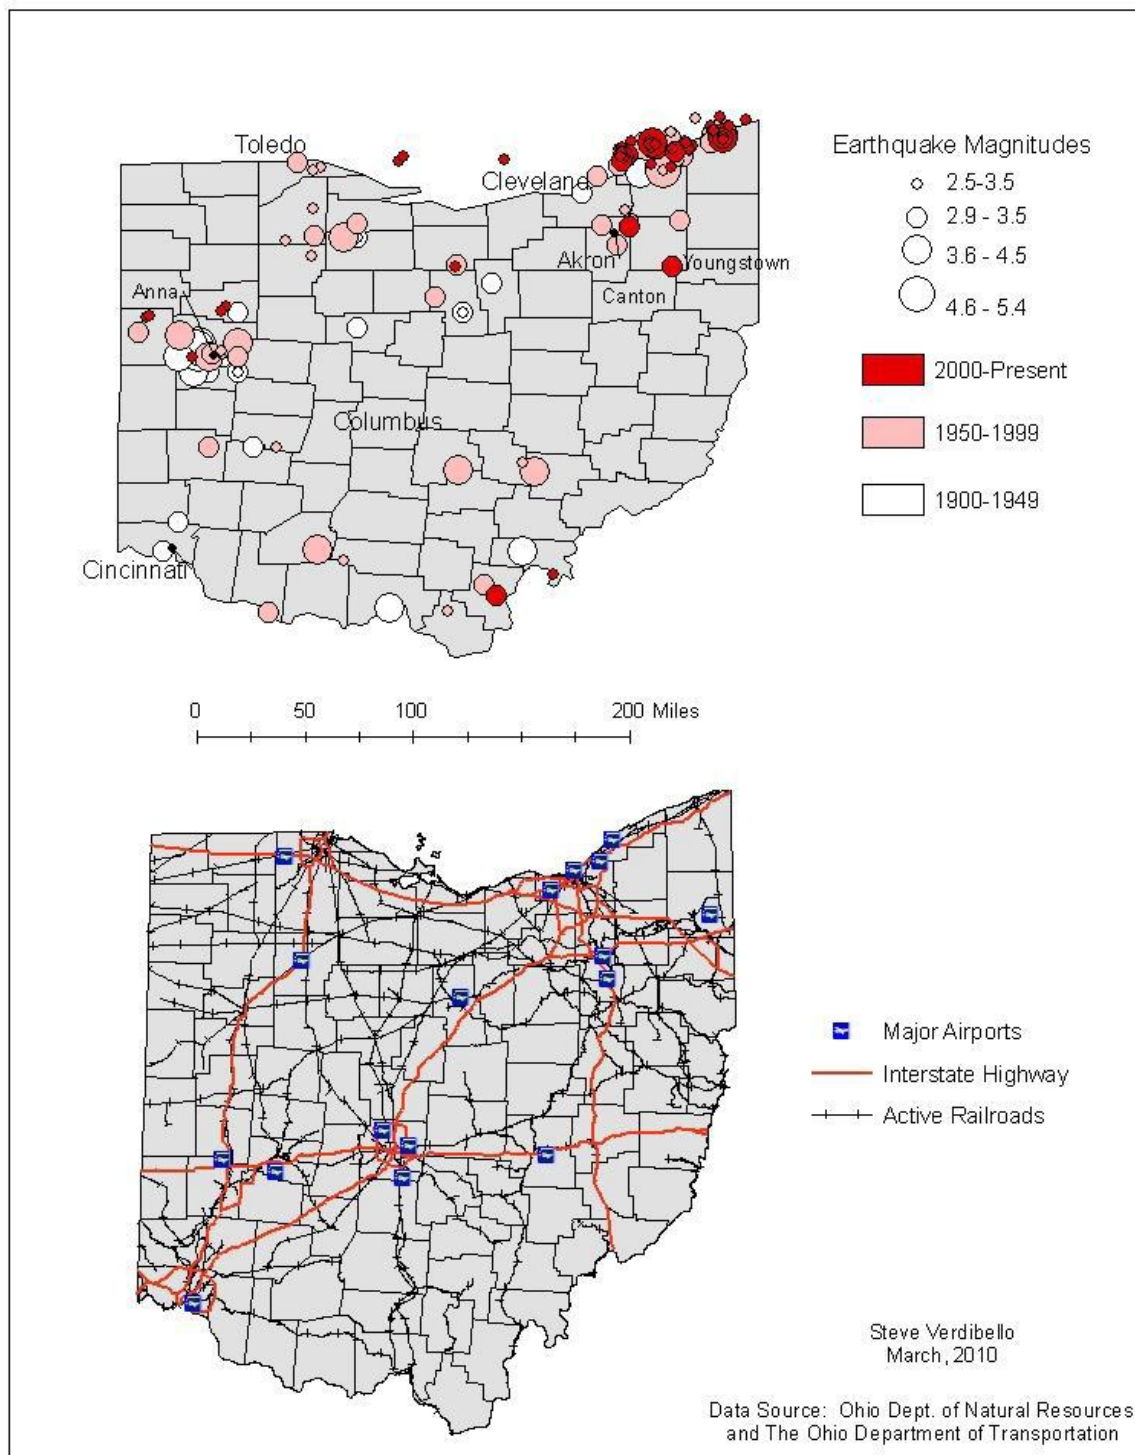 Toledo
Earthquake Magnitudes
Cleveland
2.5-3.5
2.9 - 3.5
3.6 - 4.5
Akron
Youngstown
Anna
Canton
4.6 - 5.4
2000-Present
Columbus
1950-1999
1900-1949
Cincinnati
0 50 100 200 Miles
Major Airports
Interstate Highway
Active Railroads
Steve Verdibello
March, 2010
Data Source: Ohio Dept. of Natural Resources
and The Ohio Department of Transportation